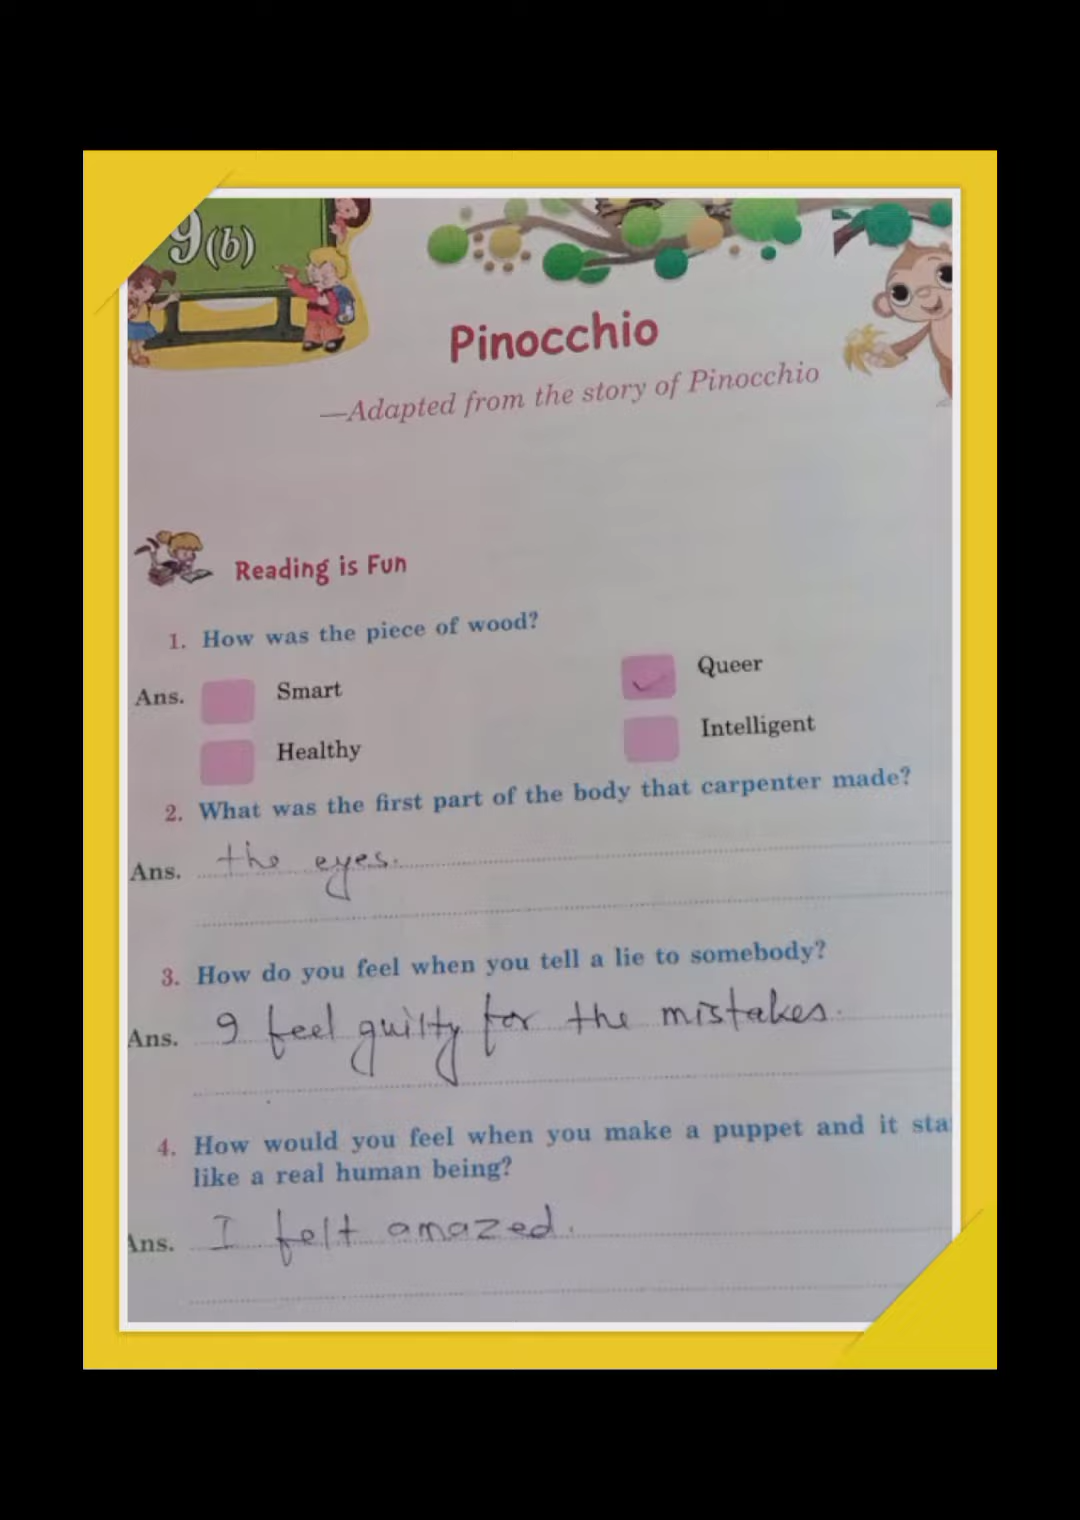 9(b)
Pinocchio
—Adapted from the story of Pinocchio
Reading is Fun
1. How was the piece of wood?
Ans. Smart Queer
Healthy Intelligent
2. What was the first part of the body that carpenter made?
Ans. the eyes.
3. How do you feel when you tell a lie to somebody?
Ans. I feel guilty for the mistakes.
4. How would you feel when you make a puppet and it sta
like a real human being?
Ans. I felt amazed.